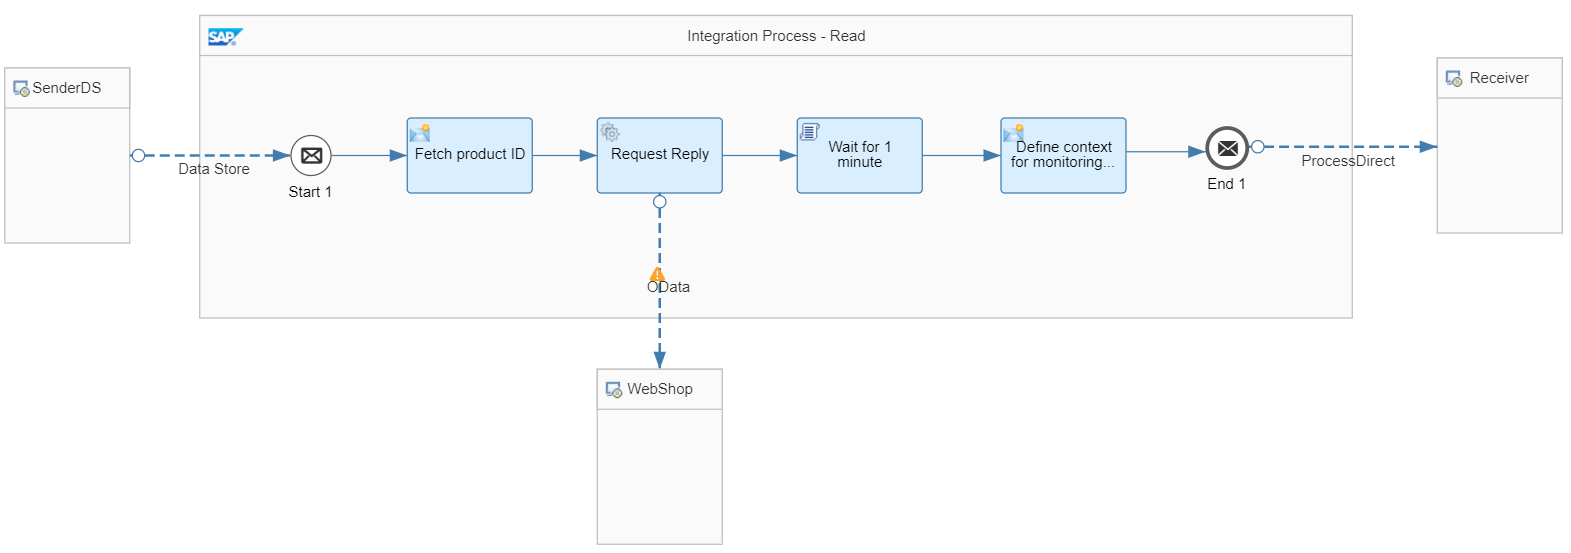 SAP
Integration Process - Read
SenderDS
Data Store
Start 1
Fetch product ID
Request Reply
Wait for 1
minute
Define context
for monitoring...
End 1
ProcessDirect
Receiver
OData
WebShop